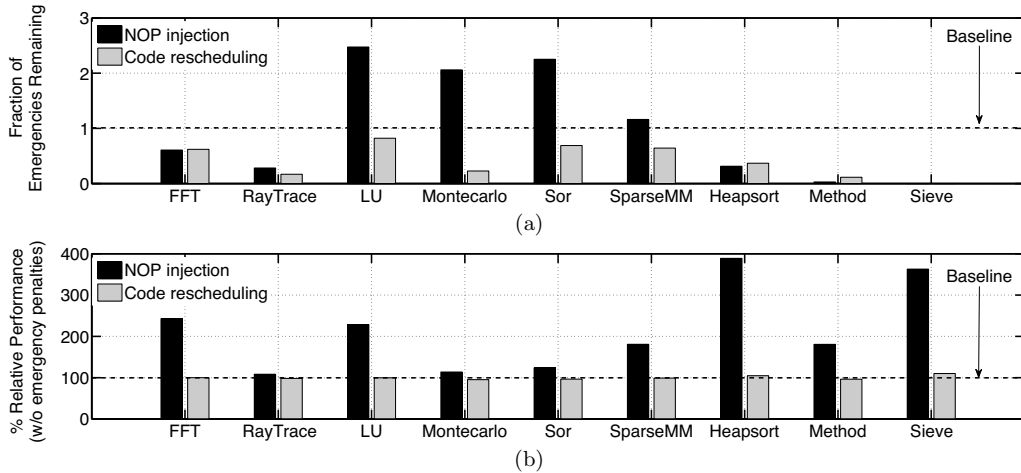 3
2
1
0
Fraction of
Emergencies Remaining
NOP injection
Code rescheduling
Baseline
FFT RayTrace LU Montecarlo Sor SparseMM Heapsort Method Sieve
(a)
400
300
200
100
0
% Relative Performance
(w/o emergency penalties)
NOP injection
Code rescheduling
Baseline
FFT RayTrace LU Montecarlo Sor SparseMM Heapsort Method Sieve
(b)